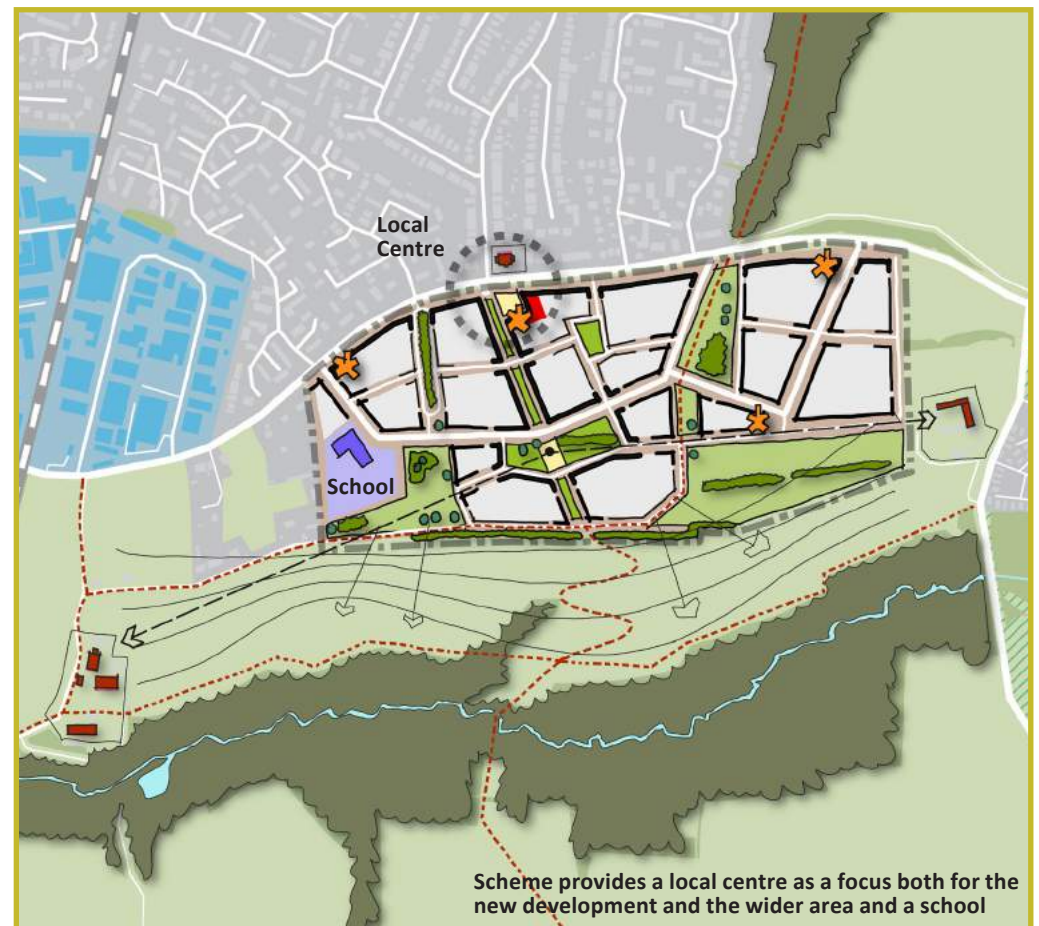 Local
Centre
School
Scheme provides a local centre as a focus both for the
new development and the wider area and a school